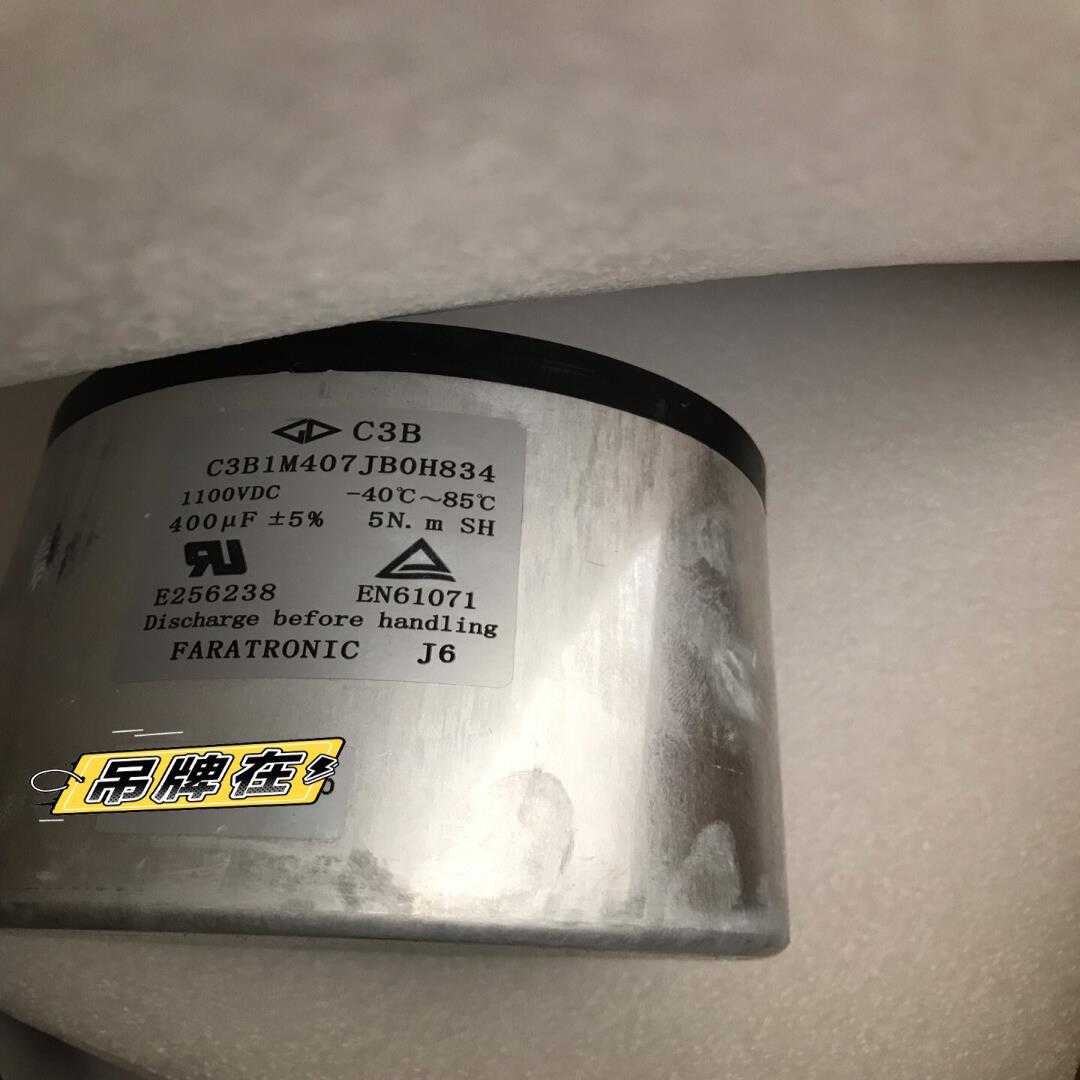 C3B
C3B1M407JB0H834
1100VDC -40℃~85℃
400μF ±5% 5N. m SH
E256238 EN61071
Discharge before handling
FARATRONIC J6
吊牌在